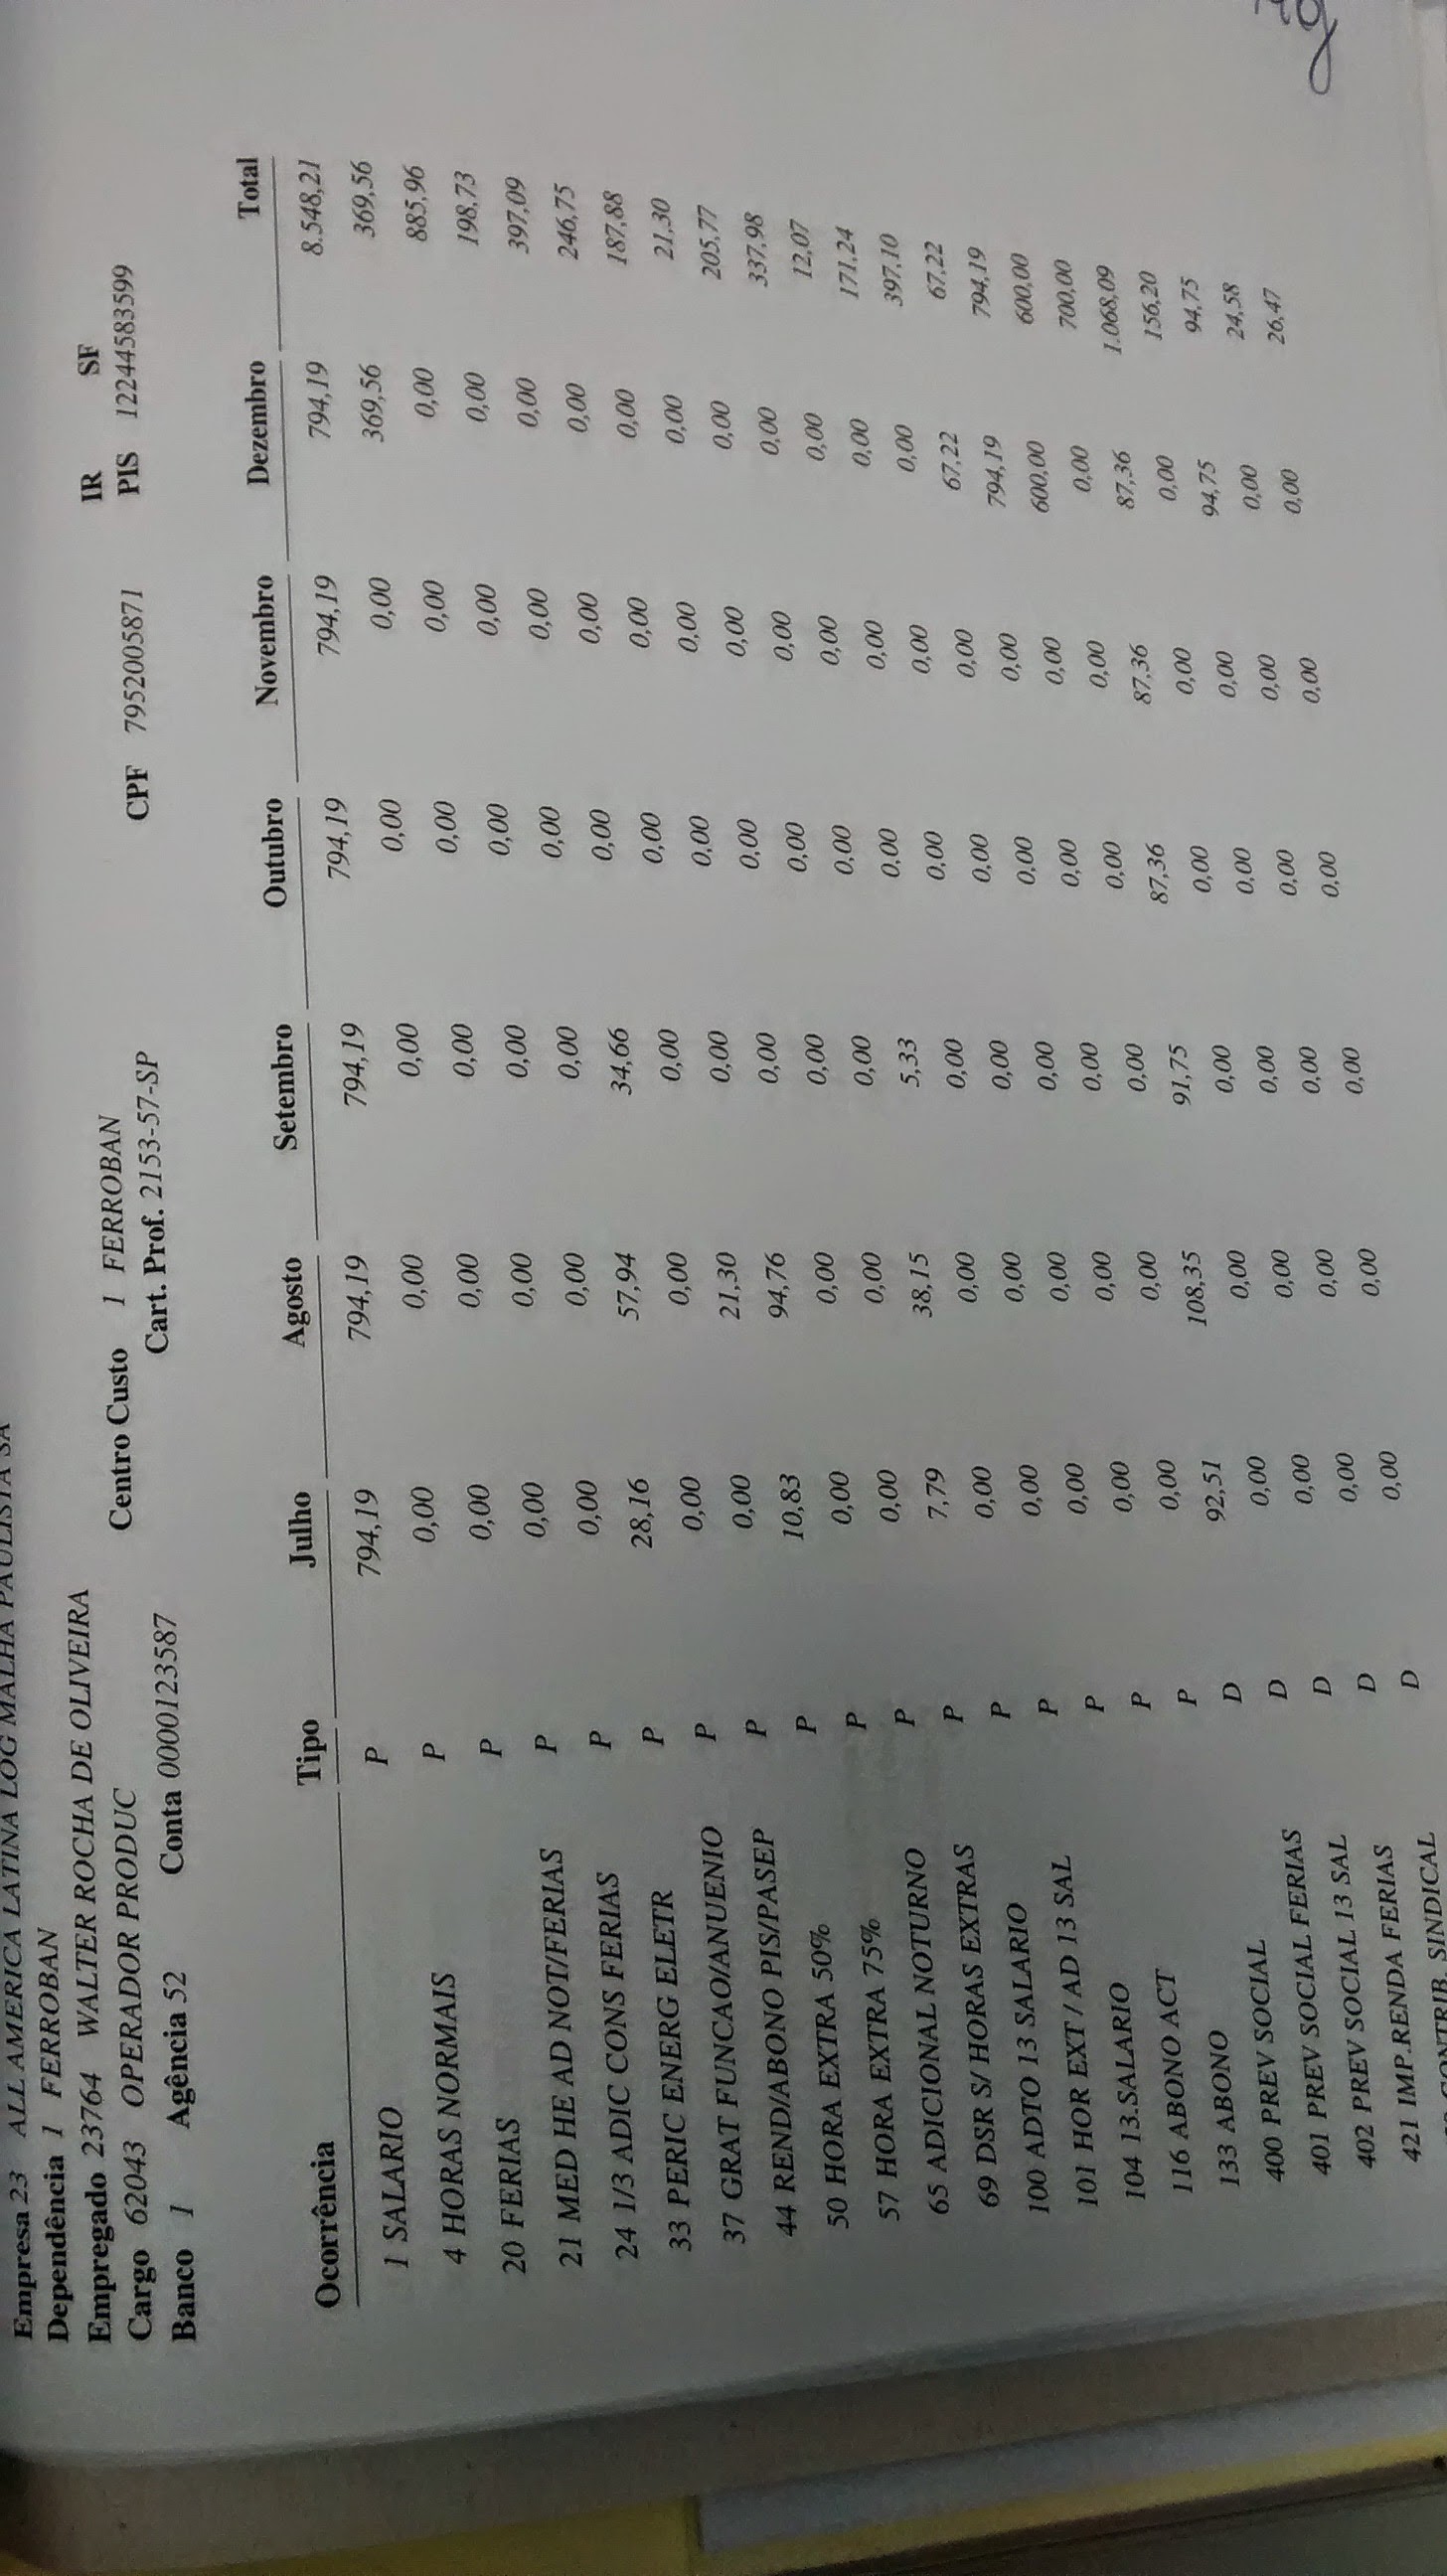 Empresa 23 ALL AMERICA LATINA LOG MALHA PAULISTA SA
Dependência 1 FERROBAN
Empregado 23764 WALTER ROCHA DE OLIVEIRA Centro Custo 1 FERROBAN IR SF
Cargo 62043 OPERADOR PRODUC Cart. Prof. 2153-57-SP CPF 79520058 71 PIS 12244583599
Banco 1 Agência 52 Conta 0000123587
Ocorrência Tipo Julho Agosto Setembro Outubro Novembro Dezembro Total
1 SALARIO P 794,19 794,19 794,19 794,19 794,19 794,19 8.548,21
4 HORAS NORMAIS P 0,00 0,00 0,00 0,00 0,00 369,56 369,56
20 FERIAS P 0,00 0,00 0,00 0,00 0,00 0,00 885,96
21 MED HE AD NOT/FERIAS P 0,00 0,00 0,00 0,00 0,00 0,00 198,73
24 1/3 ADIC CONS FERIAS P 0,00 0,00 0,00 0,00 0,00 0,00 397,09
33 PERIC ENERG ELETR P 28,16 57,94 34,66 0,00 0,00 0,00 246,75
37 GRAT FUNCAO/ANUENIO P 0,00 0,00 0,00 0,00 0,00 0,00 187,88
44 REND/ABONO PIS/PASEP P 0,00 21,30 0,00 0,00 0,00 0,00 21,30
50 HORA EXTRA 50% P 10,83 94,76 0,00 0,00 0,00 0,00 205,77
57 HORA EXTRA 75% P 0,00 0,00 0,00 0,00 0,00 0,00 337,98
65 ADICIONAL NOTURNO P 0,00 0,00 0,00 0,00 0,00 0,00 12,07
69 DSR S/ HORAS EXTRAS P 7,79 38,15 5,33 0,00 0,00 0,00 171,24
100 ADTO 13 SALARIO P 0,00 0,00 0,00 0,00 0,00 0,00 397,10
101 HOR EXT / AD 13 SAL P 0,00 0,00 0,00 0,00 0,00 67,22 67,22
104 13.SALARIO P 0,00 0,00 0,00 0,00 0,00 794,19 794,19
116 ABONO ACT P 0,00 0,00 0,00 0,00 0,00 600,00 600,00
133 ABONO P 0,00 0,00 0,00 0,00 0,00 0,00 700,00
400 PREV SOCIAL D 92,51 108,35 91,75 87,36 87,36 87,36 1.068,09
401 PREV SOCIAL FERIAS D 0,00 0,00 0,00 0,00 0,00 0,00 156,20
402 PREV SOCIAL 13 SAL D 0,00 0,00 0,00 0,00 0,00 94,75 94,75
421 IMP.RENDA FERIAS D 0,00 0,00 0,00 0,00 0,00 0,00 24,58
CONTRIB. SINDICAL D 0,00 0,00 0,00 0,00 0,00 0,00 26,47